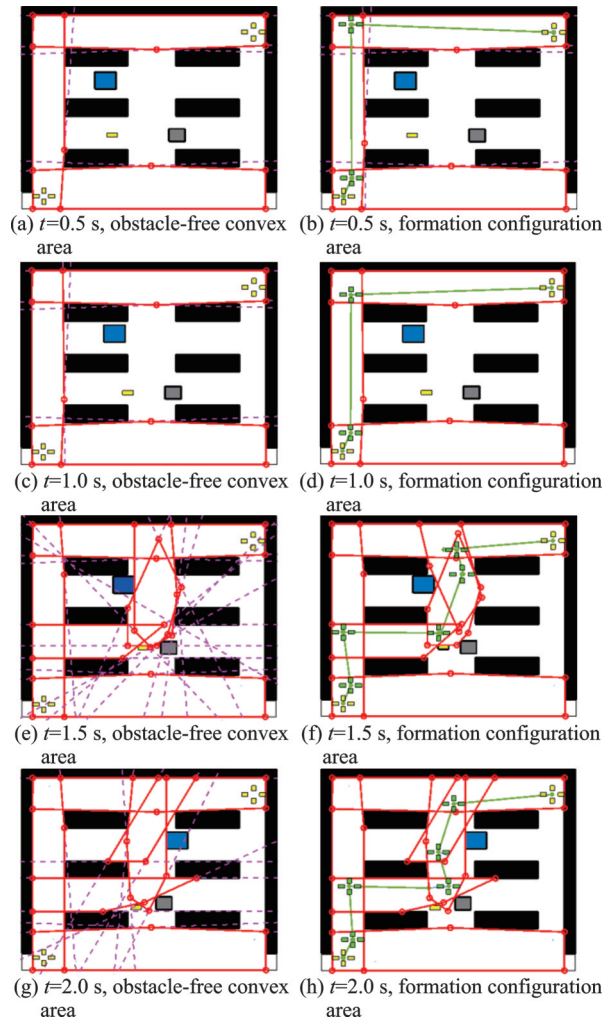 (a) t=0.5 s, obstacle-free convex
area
(b) t=0.5 s, formation configuration
area
(c) t=1.0 s, obstacle-free convex
area
(d) t=1.0 s, formation configuration
area
(e) t=1.5 s, obstacle-free convex
area
(f) t=1.5 s, formation configuration
area
(g) t=2.0 s, obstacle-free convex
area
(h) t=2.0 s, formation configuration
area